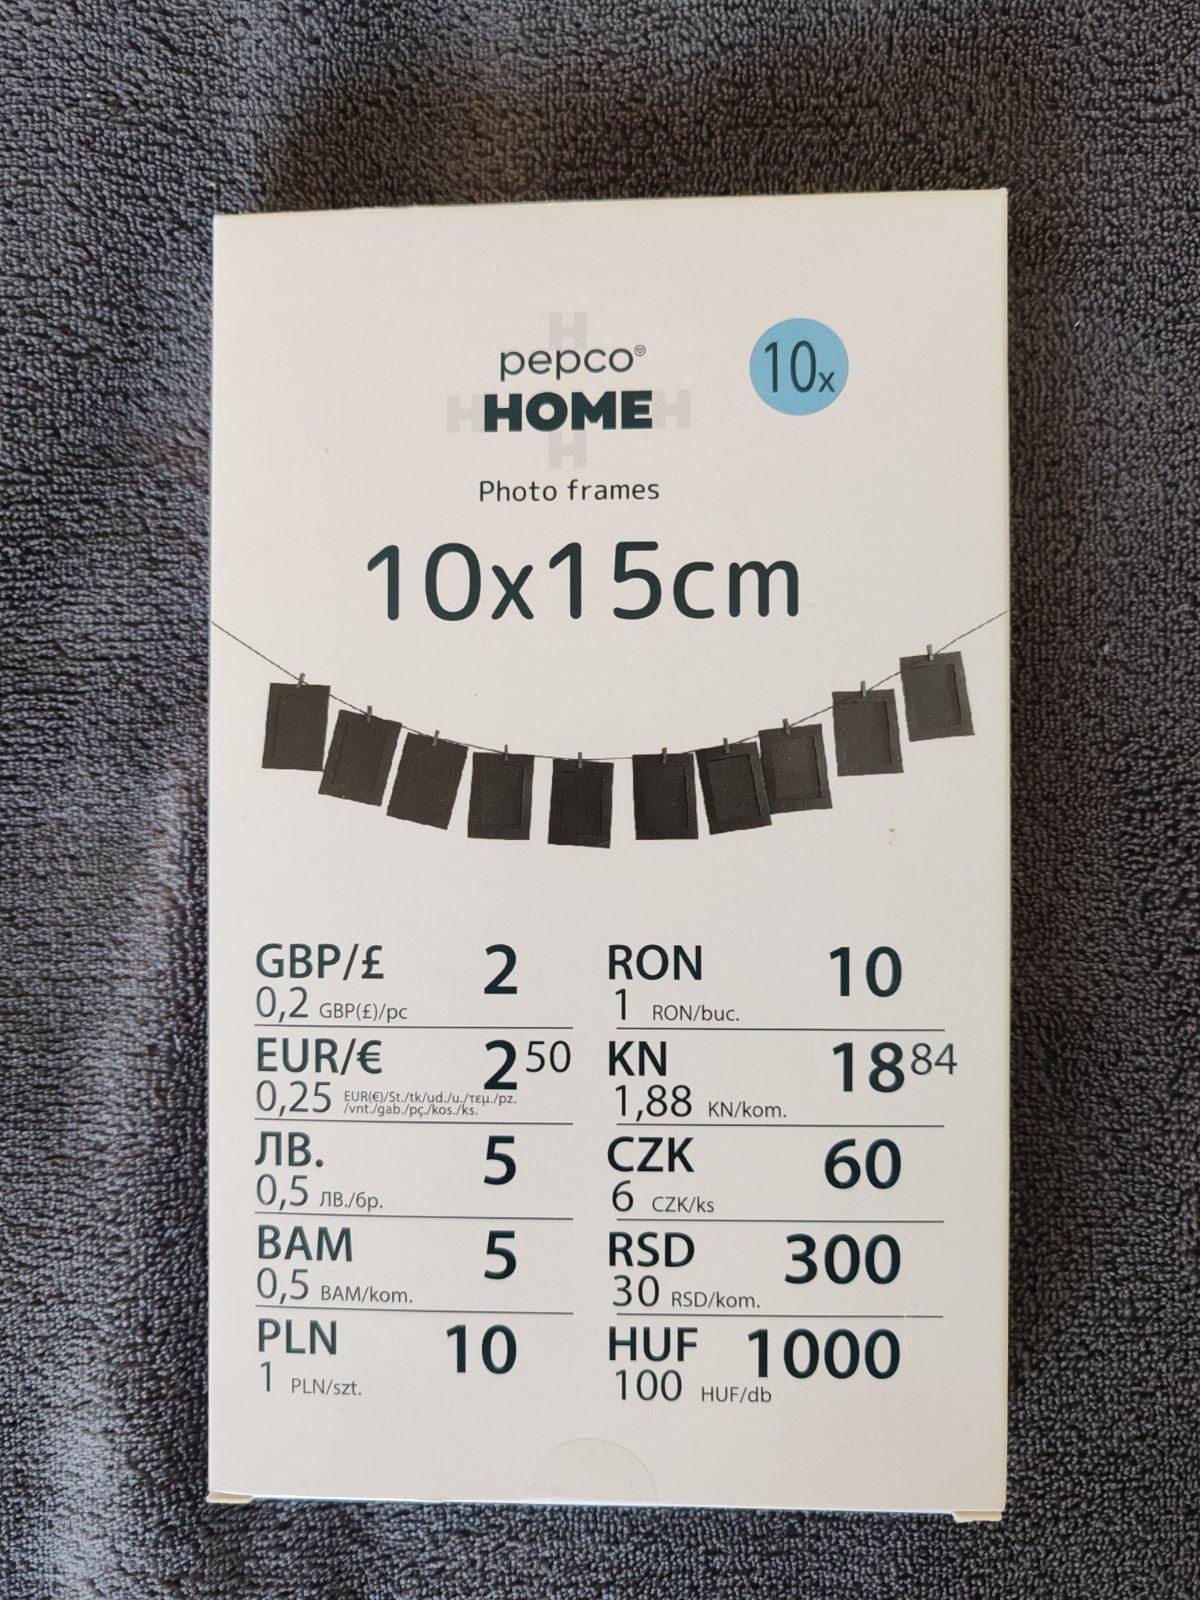 pepco®
HOME
10x
Photo frames
10x15cm
GBP/£ 2
0,2 GBP(£)/pc
EUR/€ 2 50
0,25 EUR(€)/St./tk/ud./u./τεμ./pz.
/vnt./gab./pç./kos./ks.
ЛВ. 5
0,5 ЛВ./бр.
BAM 5
0,5 BAM/kom.
PLN 10
1 PLN/szt.
RON 10
1 RON/buc.
KN 18 84
1,88 KN/kom.
CZK 60
6 CZK/ks
RSD 300
30 RSD/kom.
HUF 1000
100 HUF/db